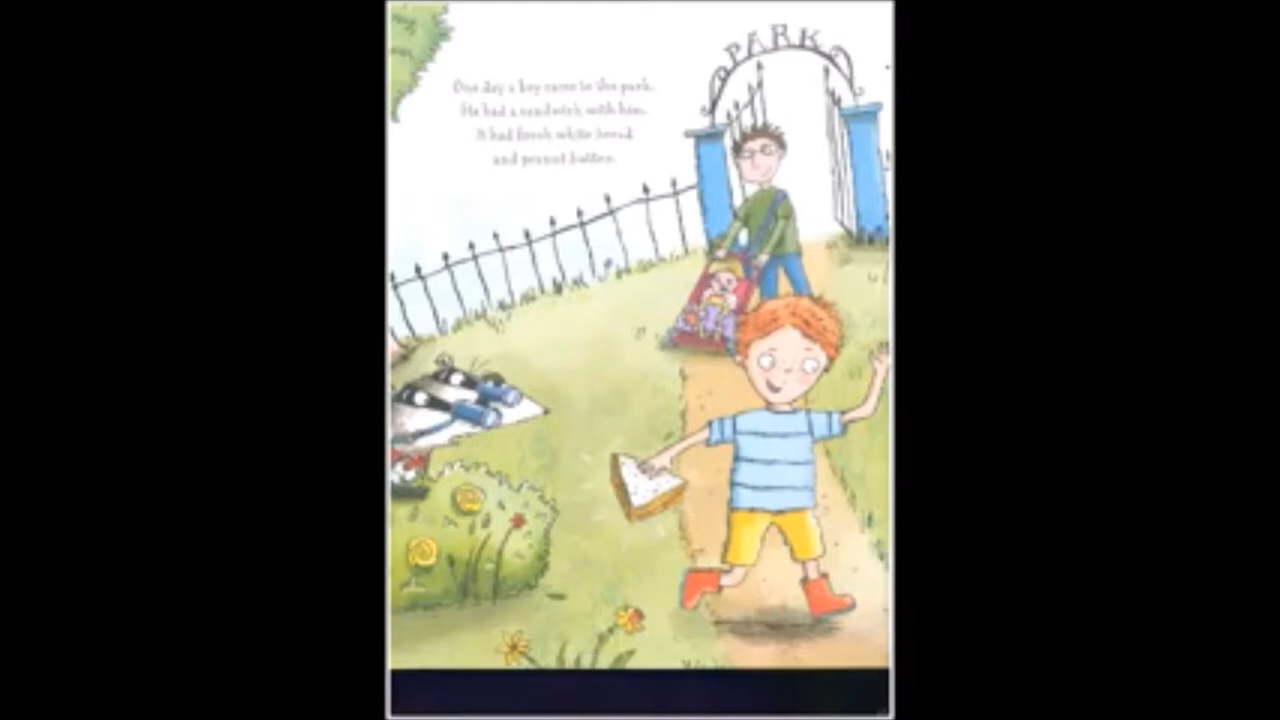 PARK
One day a boy came to the park.
He had a sandwich with him.
It had fresh white bread
and peanut butter.